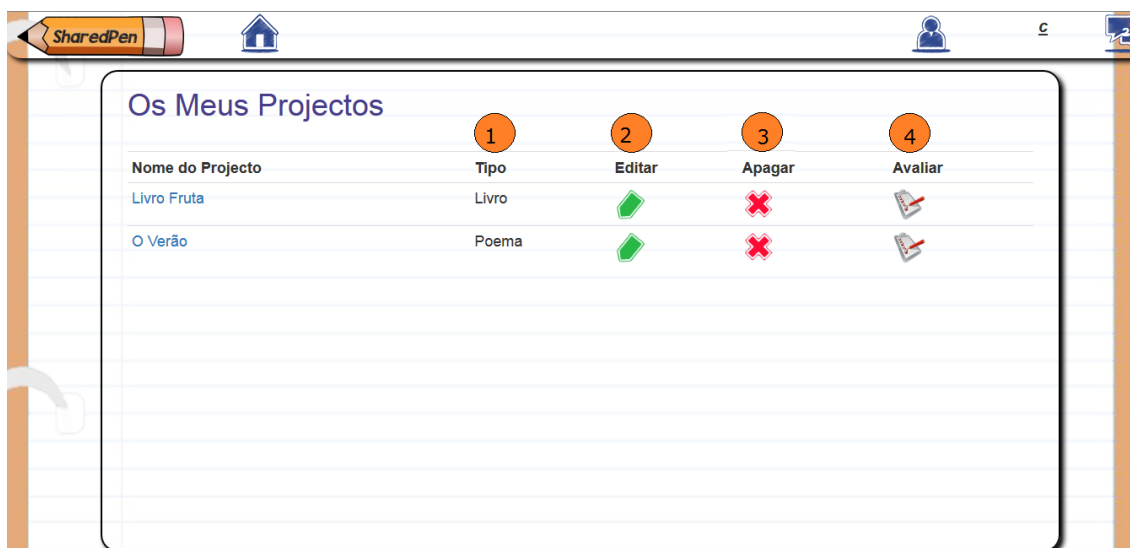 SharedPen
c
Os Meus Projectos
1 2 3 4
Nome do Projecto Tipo Editar Apagar Avaliar
Livro Fruta Livro
O Verão Poema